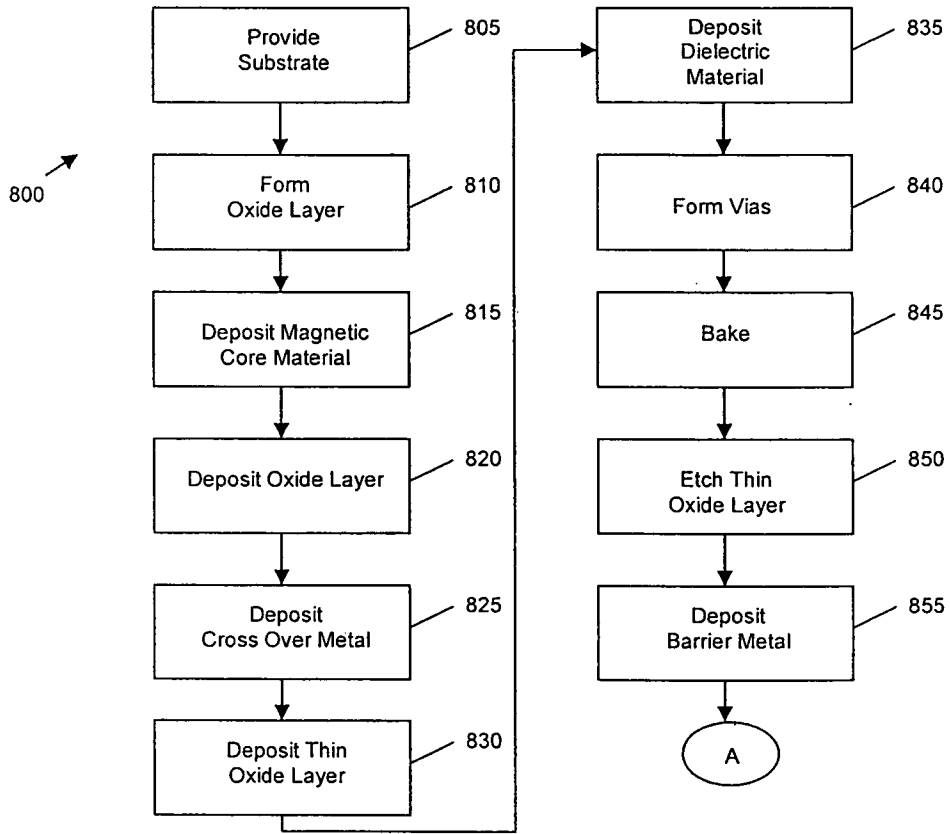 Provide
Substrate
805
800
Form
Oxide Layer
810
Deposit Magnetic
Core Material
815
Deposit Oxide Layer
820
Deposit
Cross Over Metal
825
Deposit Thin
Oxide Layer
830
Deposit
Dielectric
Material
835
Form Vias
840
Bake
845
Etch Thin
Oxide Layer
850
Deposit
Barrier Metal
855
A